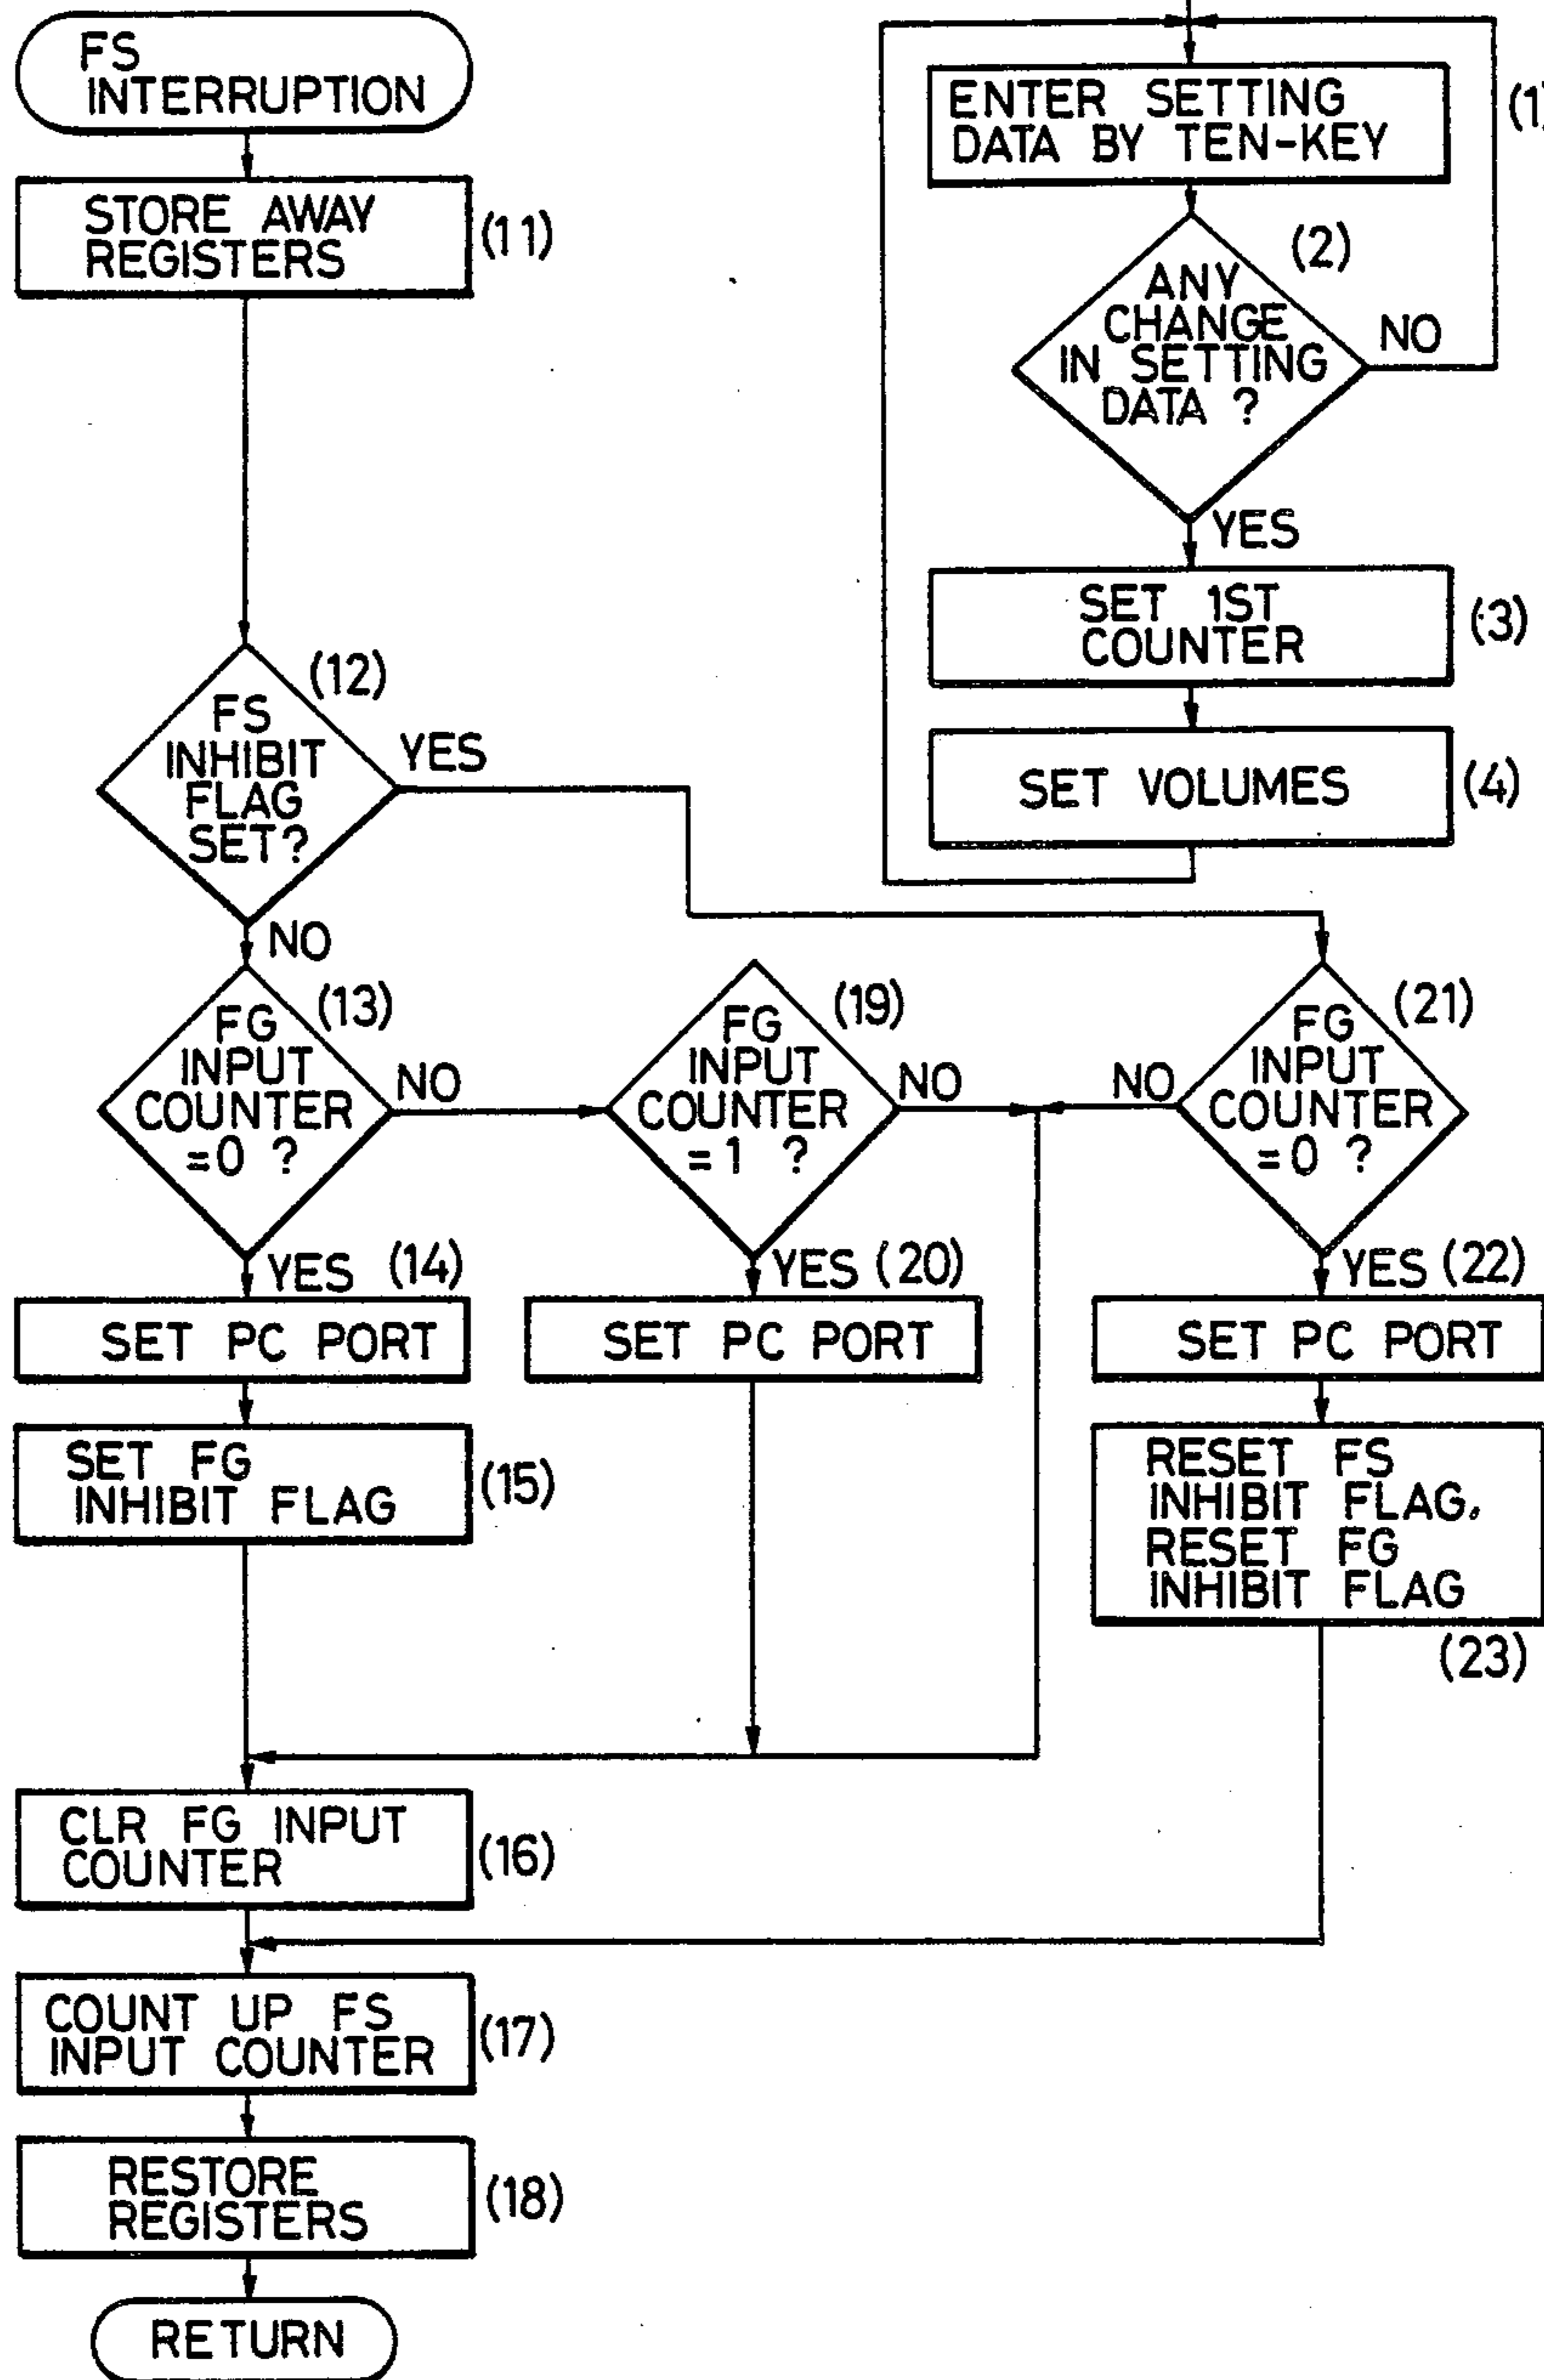 FS
INTERRUPTION
STORE AWAY
REGISTERS
(11)
FS
INHIBIT
FLAG
SET?
(12)
YES
NO
FG
INPUT
COUNTER
=0 ?
(13)
NO
YES
(14)
SET PC PORT
SET FG
INHIBIT FLAG
(15)
CLR FG INPUT
COUNTER
(16)
COUNT UP FS
INPUT COUNTER
(17)
RESTORE
REGISTERS
(18)
RETURN
FG
INPUT
COUNTER
=1 ?
(19)
NO
YES
(20)
SET PC PORT
FG
INPUT
COUNTER
=0 ?
(21)
NO
YES
(22)
SET PC PORT
RESET FS
INHIBIT FLAG,
RESET FG
INHIBIT FLAG
(23)
ENTER SETTING
DATA BY TEN-KEY
(1)
ANY
CHANGE
IN SETTING
DATA ?
(2)
NO
YES
SET 1ST
COUNTER
(3)
SET VOLUMES
(4)